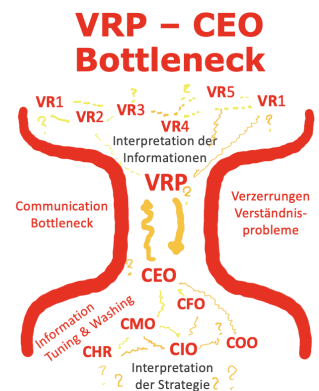 VRP – CEO
Bottleneck
VR1
VR2
VR3
VR4
VR5
VR1
? ? ? ? ?
Interpretation der
Informationen
VRP
Communication
Bottleneck
Verzerrungen
Verständnis-
probleme
?
?
CEO
Information
Tuning & Washing
CFO
CMO
COO
CHR
CIO
Interpretation
der Strategie
? ? ? ? ?